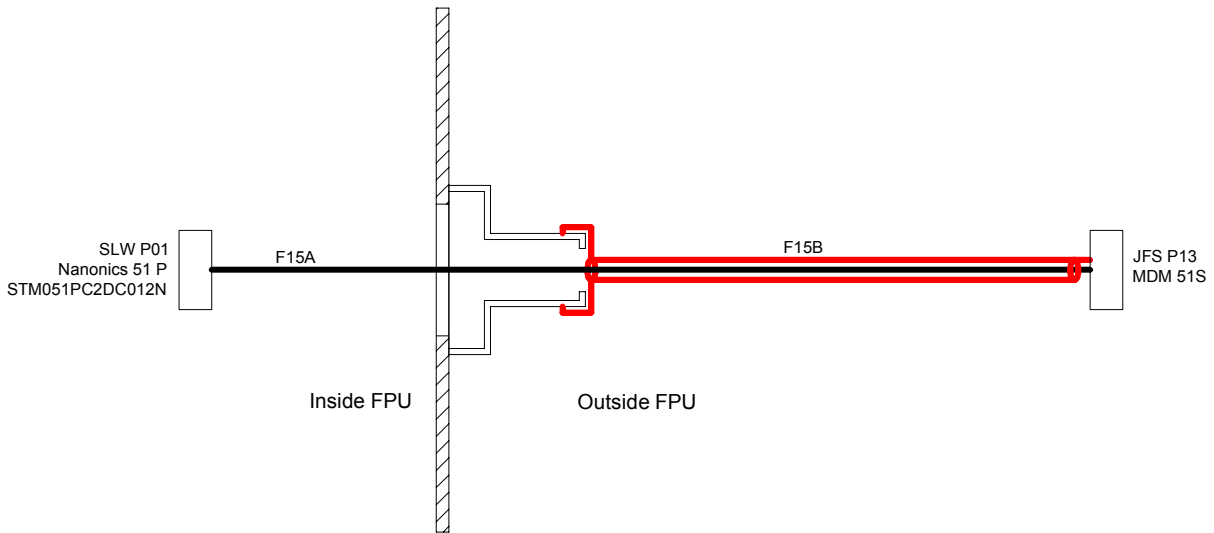 SLW P01
Nanonics 51 P
STM051PC2DC012N
F15A
F15B
JFS P13
MDM 51S
Inside FPU
Outside FPU